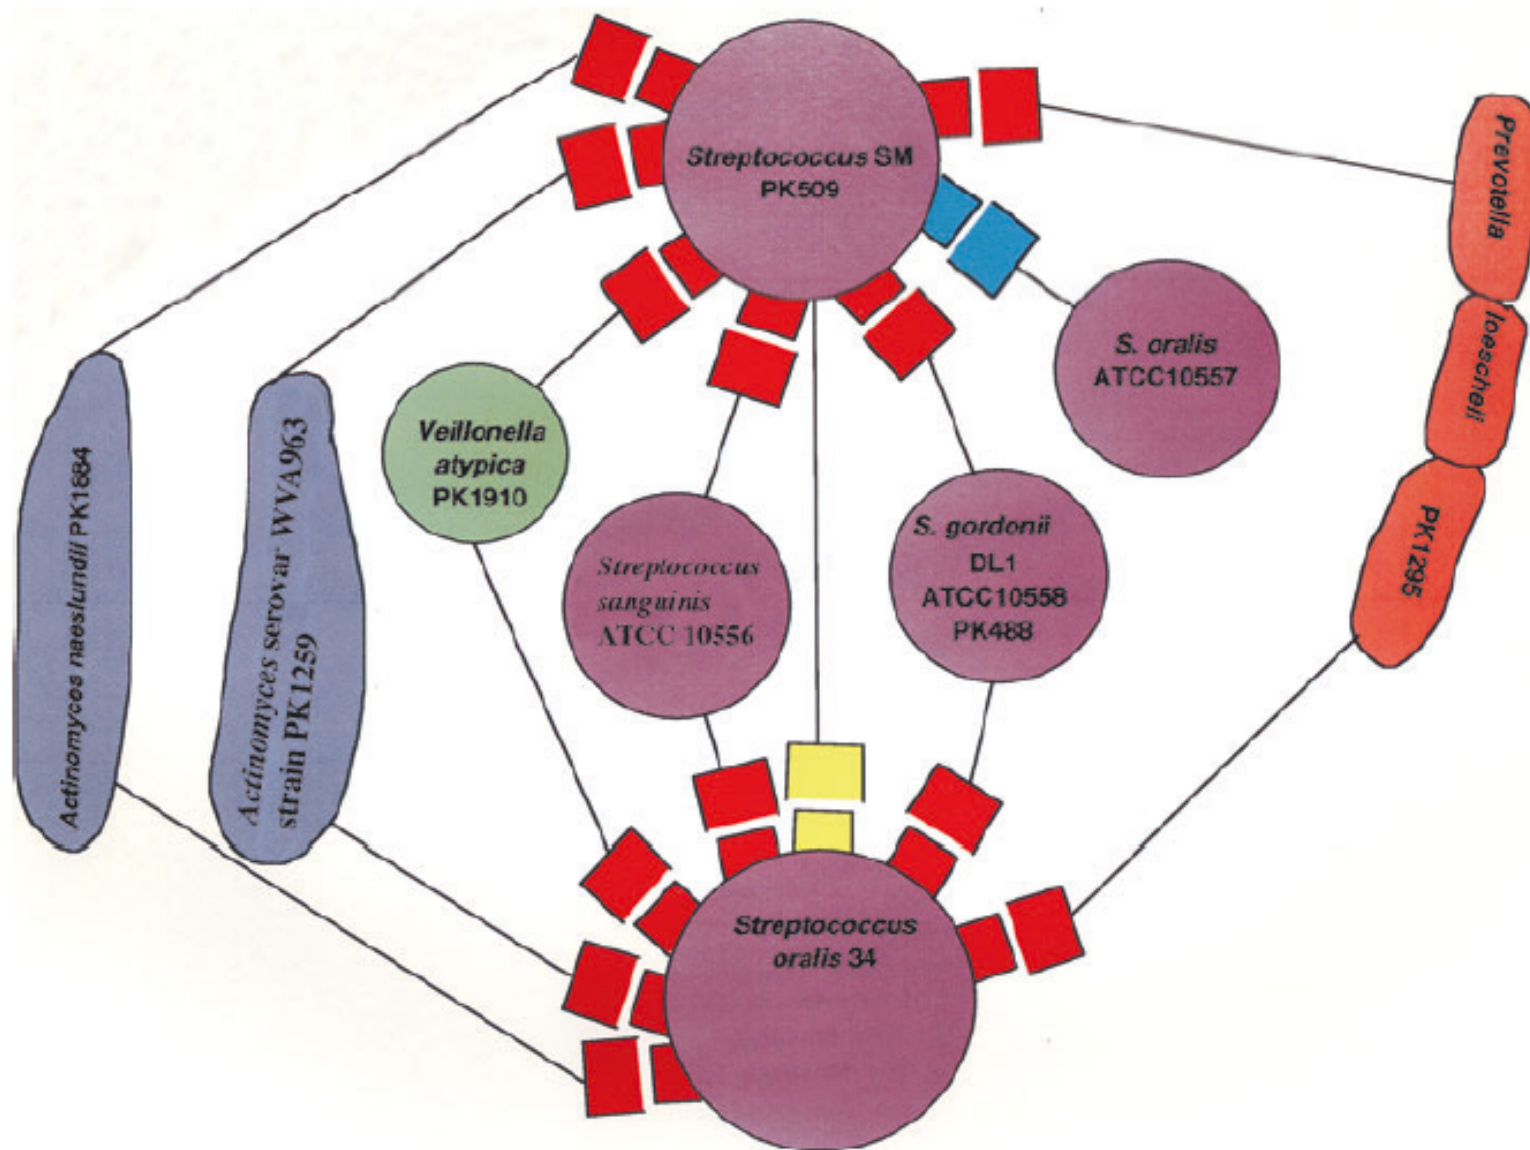 Streptococcus SM
PK509
Prevotella
loescheii
PK1295
S. oralis
ATCC10557
Veillonella
atypica
PK1910
Streptococcus
sanguinis
ATCC 10556
S. gordonii
DL1
ATCC10558
PK488
Actinomyces serovar WVA963
strain PK1259
Actinomyces naeslundii PK1684
Streptococcus
oralis 34